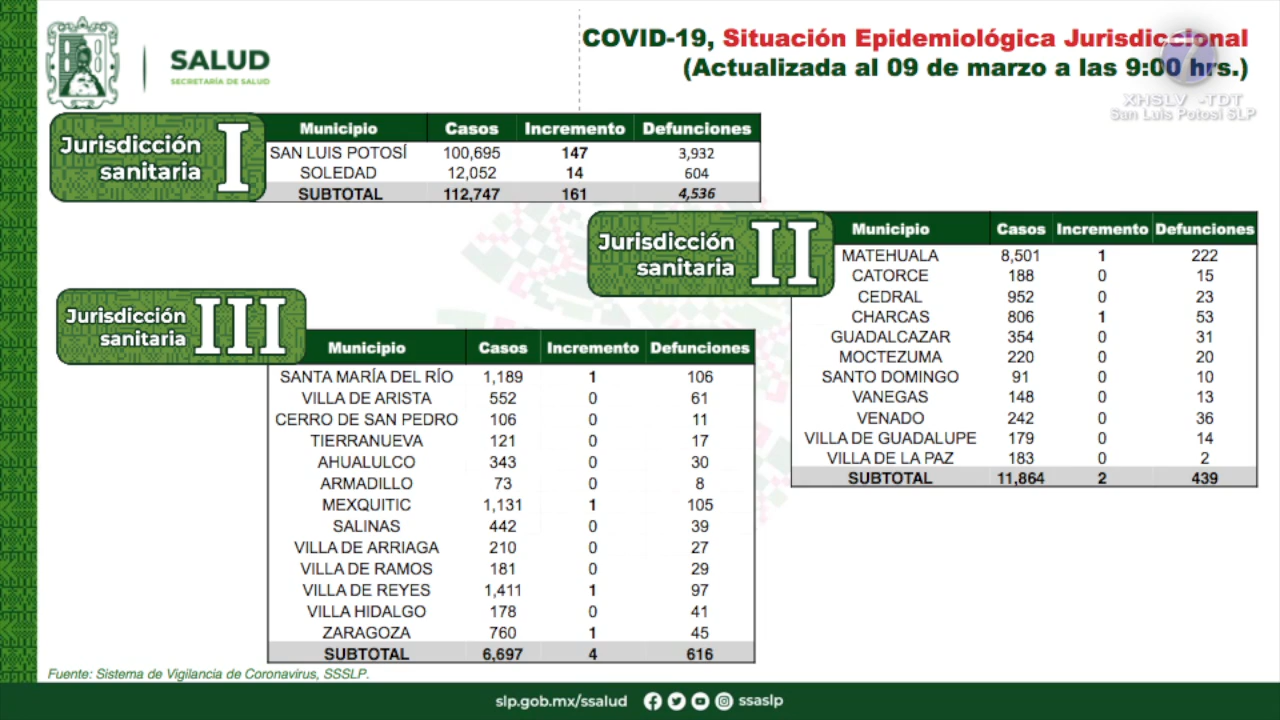 SALUD
SECRETARÍA DE SALUD
COVID-19, Situación Epidemiológica Jurisdiccional
(Actualizada al 09 de marzo a las 9:00 hrs.)
XHSLV -TDT
San Luis Potosi SLP
Jurisdicción
sanitaria I
Municipio Casos Incremento Defunciones
SAN LUIS POTOSÍ 100,695 147 3,932
SOLEDAD 12,052 14 604
SUBTOTAL 112,747 161 4,536
Jurisdicción
sanitaria II
Municipio Casos Incremento Defunciones
MATEHUALA 8,501 1 222
CATORCE 188 0 15
CEDRAL 952 0 23
CHARCAS 806 1 53
GUADALCAZAR 354 0 31
MOCTEZUMA 220 0 20
SANTO DOMINGO 91 0 10
VANEGAS 148 0 13
VENADO 242 0 36
VILLA DE GUADALUPE 179 0 14
VILLA DE LA PAZ 183 0 2
SUBTOTAL 11,864 2 439
Jurisdicción
sanitaria III
Municipio Casos Incremento Defunciones
SANTA MARÍA DEL RÍO 1,189 1 106
VILLA DE ARISTA 552 0 61
CERRO DE SAN PEDRO 106 0 11
TIERRANUEVA 121 0 17
AHUALULCO 343 0 30
ARMADILLO 73 0 8
MEXQUITIC 1,131 1 105
SALINAS 442 0 39
VILLA DE ARRIAGA 210 0 27
VILLA DE RAMOS 181 0 29
VILLA DE REYES 1,411 1 97
VILLA HIDALGO 178 0 41
ZARAGOZA 760 1 45
SUBTOTAL 6,697 4 616
Fuente: Sistema de Vigilancia de Coronavirus, SSSLP.
slp.gob.mx/ssalud ssaslp